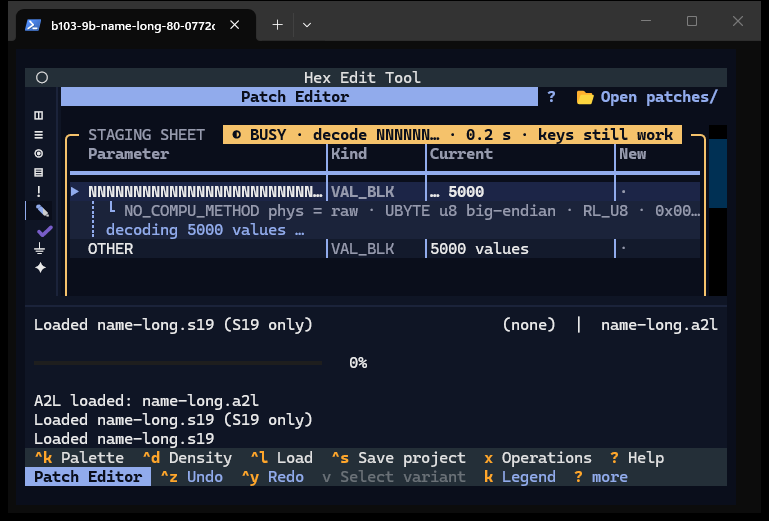 b103-9b-name-long-80-0772c
Hex Edit Tool
Patch Editor ? Open patches/
STAGING SHEET BUSY · decode NNNNNN… · 0.2 s · keys still work
Parameter Kind Current New
NNNNNNNNNNNNNNNNNNNNNNNNN… VAL_BLK … 5000 ·
NO_COMPU_METHOD phys = raw · UBYTE u8 big-endian · RL_U8 · 0x00…
decoding 5000 values …
OTHER VAL_BLK 5000 values ·
Loaded name-long.s19 (S19 only) (none) | name-long.a2l
0%
A2L loaded: name-long.a2l
Loaded name-long.s19 (S19 only)
Loaded name-long.s19
^k Palette ^d Density ^l Load ^s Save project x Operations ? Help
Patch Editor ^z Undo ^y Redo v Select variant k Legend ? more